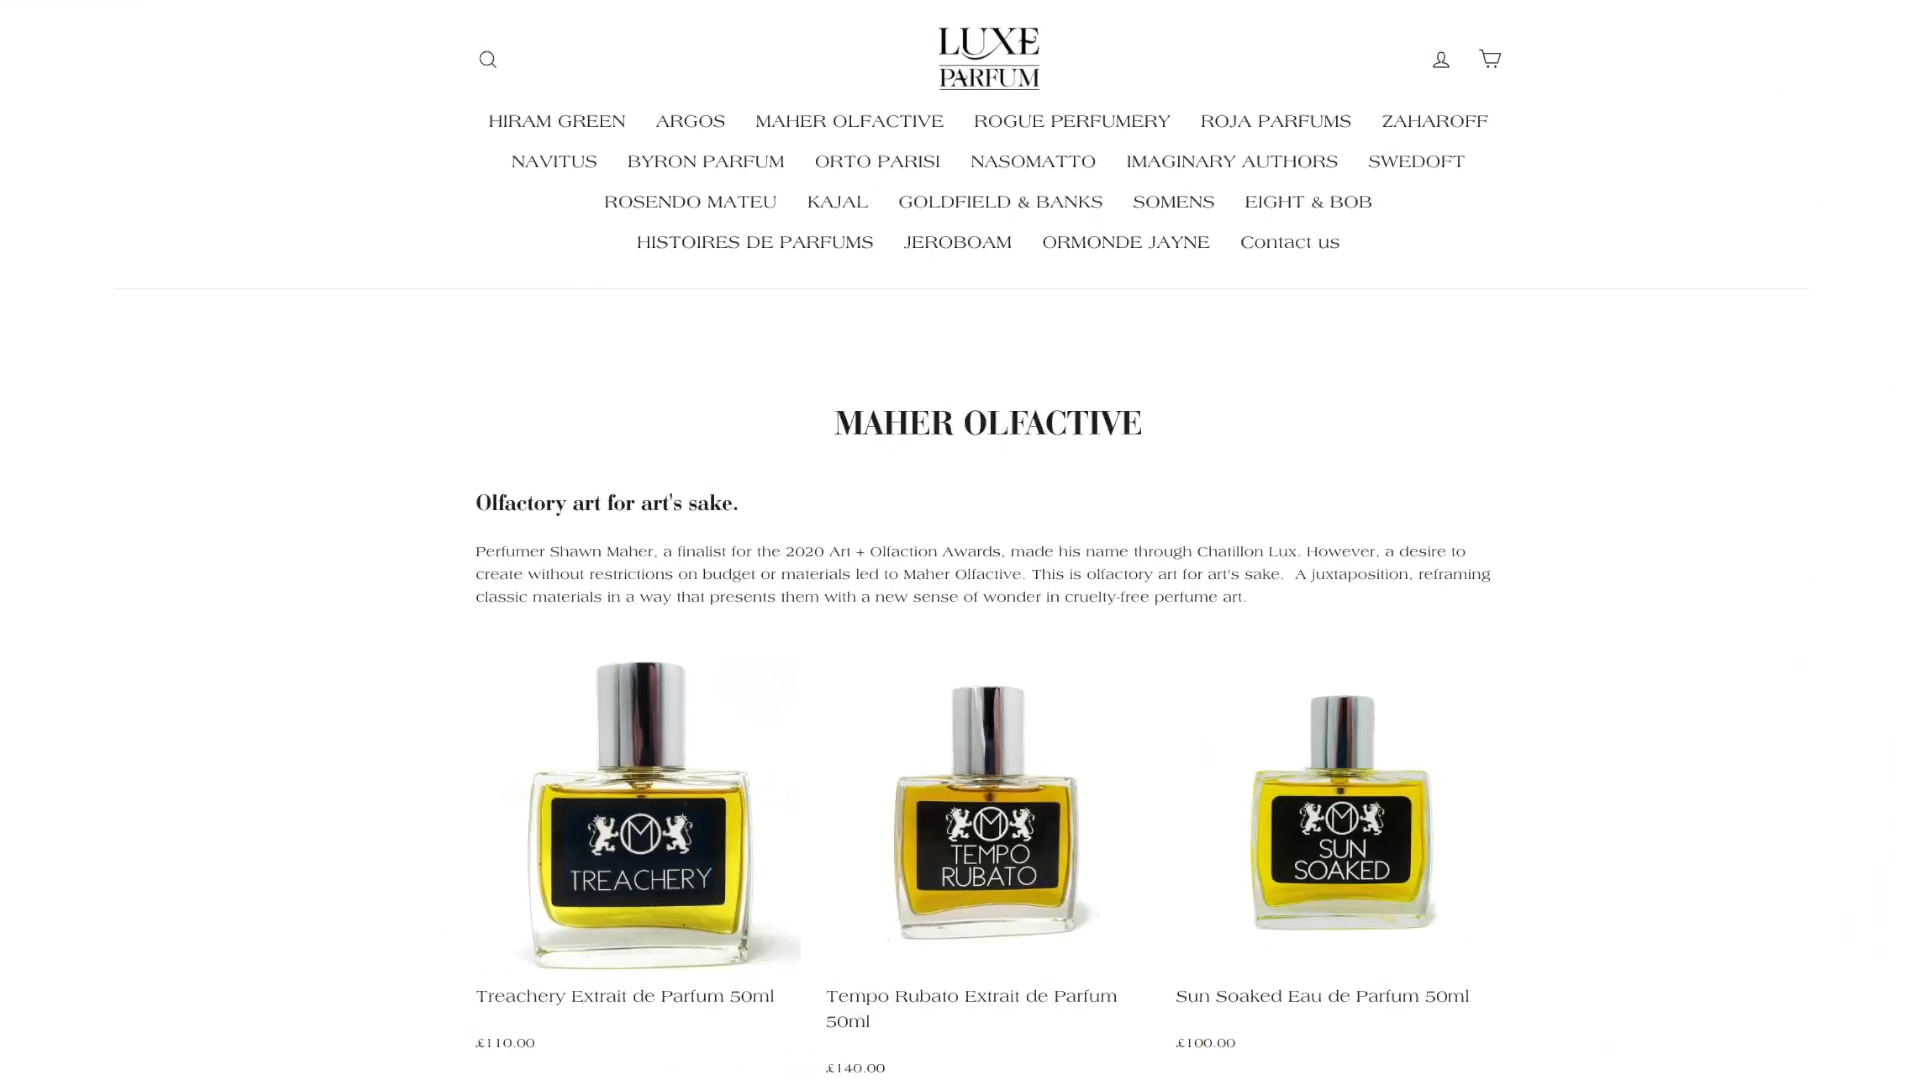 LUXE
PARFUM
HIRAM GREEN ARGOS MAHER OLFACTIVE ROGUE PERFUMERY ROJA PARFUMS ZAHAROFF
NAVITUS BYRON PARFUM ORTO PARISI NASOMATTO IMAGINARY AUTHORS SWEDOFT
ROSENDO MATEU KAJAL GOLDFIELD & BANKS SOMENS EIGHT & BOB
HISTOIRES DE PARFUMS JEROBOAM ORMONDE JAYNE Contact us
MAHER OLFACTIVE
Olfactory art for art's sake.
Perfumer Shawn Maher, a finalist for the 2020 Art + Olfaction Awards, made his name through Chatillon Lux. However, a desire to
create without restrictions on budget or materials led to Maher Olfactive. This is olfactory art for art's sake. A juxtaposition, reframing
classic materials in a way that presents them with a new sense of wonder in cruelty-free perfume art.
M
TREACHERY
M
TEMPO
RUBATO
M
SUN
SOAKED
Treachery Extrait de Parfum 50ml
£110.00
Tempo Rubato Extrait de Parfum
50ml
£140.00
Sun Soaked Eau de Parfum 50ml
£100.00